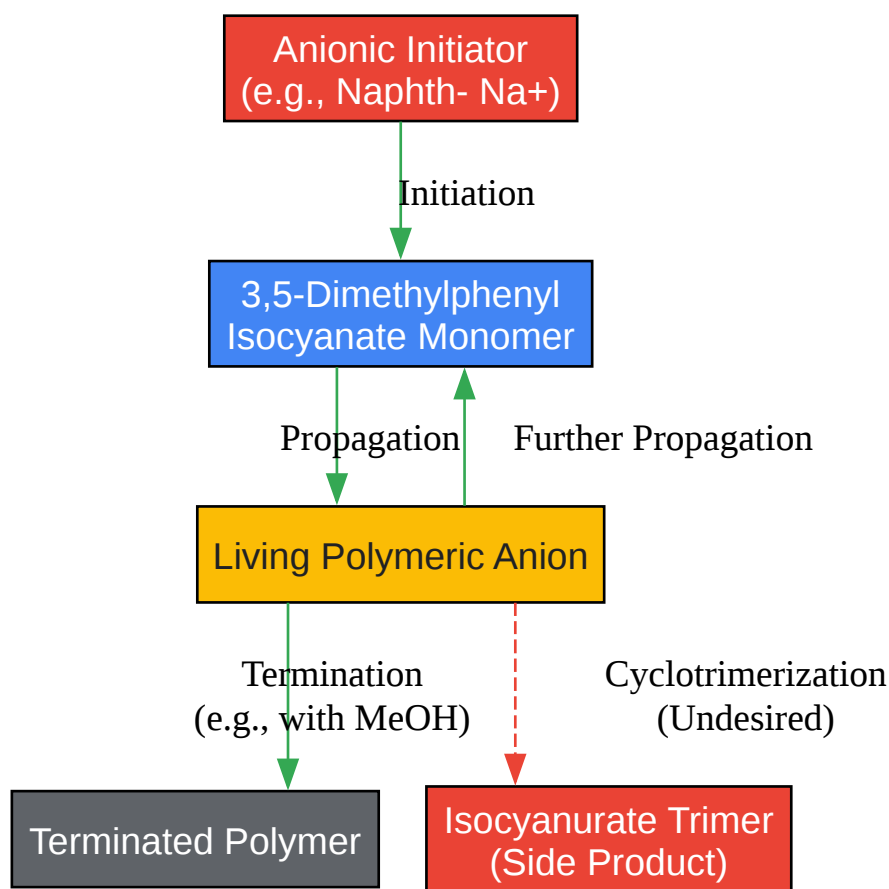 Anionic Initiator
(e.g., Naphth- Na+)
Initiation
3,5-Dimethylphenyl
Isocyanate Monomer
Propagation
Further Propagation
Living Polymeric Anion
Termination
(e.g., with MeOH)
Cyclotrimerization
(Undesired)
Terminated Polymer
Isocyanurate Trimer
(Side Product)